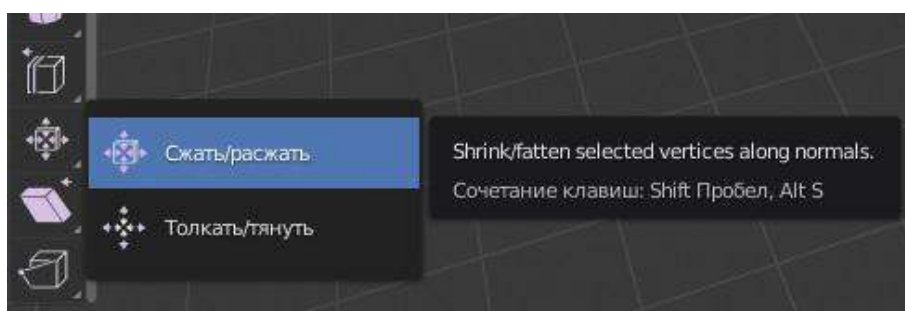 Сжать/расжать
Shrink/fatten selected vertices along normals.
Сочетание клавиш: Shift Пробел, Alt S
Толкать/тянуть